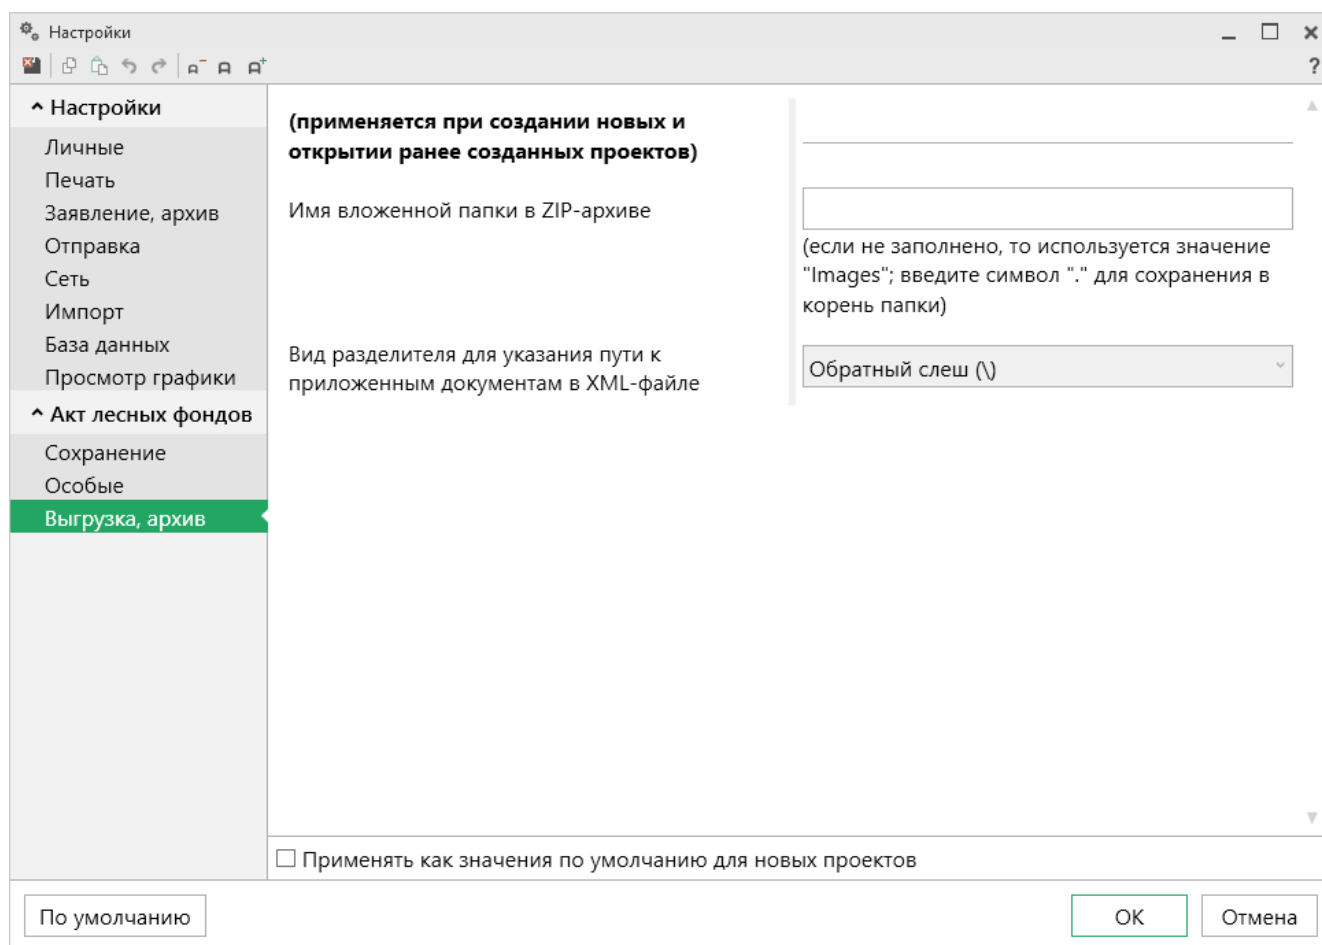 Настройки
?
Настройки
Личные
Печать
Заявление, архив
Отправка
Сеть
Импорт
База данных
Просмотр графики
Акт лесных фондов
Сохранение
Особые
Выгрузка, архив
(применяется при создании новых и
открытии ранее созданных проектов)
Имя вложенной папки в ZIP-архиве
(если не заполнено, то используется значение
"Images"; введите символ "." для сохранения в
корень папки)
Вид разделителя для указания пути к
приложенным документам в XML-файле
Обратный слеш (\)
Применять как значения по умолчанию для новых проектов
По умолчанию
ОК
Отмена